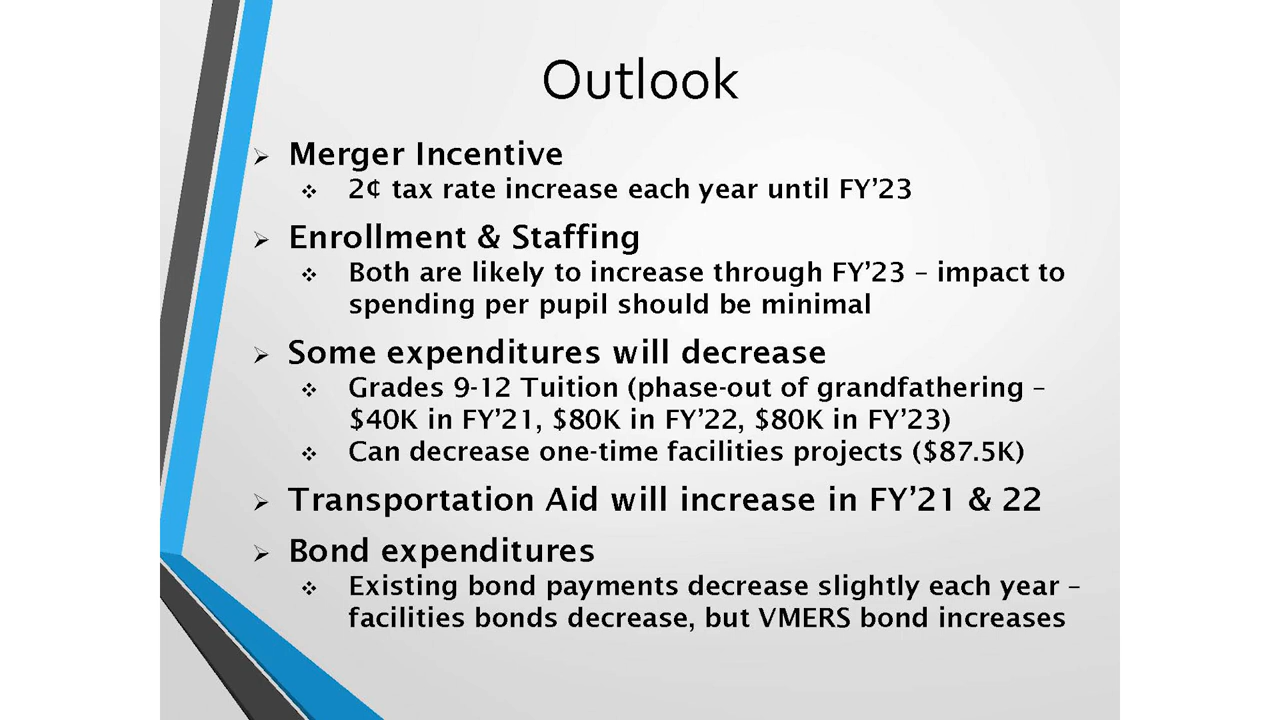 Outlook
Merger Incentive
2¢ tax rate increase each year until FY’23
Enrollment & Staffing
Both are likely to increase through FY’23 – impact to
spending per pupil should be minimal
Some expenditures will decrease
Grades 9-12 Tuition (phase-out of grandfathering –
$40K in FY’21, $80K in FY’22, $80K in FY’23)
Can decrease one-time facilities projects ($87.5K)
Transportation Aid will increase in FY’21 & 22
Bond expenditures
Existing bond payments decrease slightly each year –
facilities bonds decrease, but VMERS bond increases